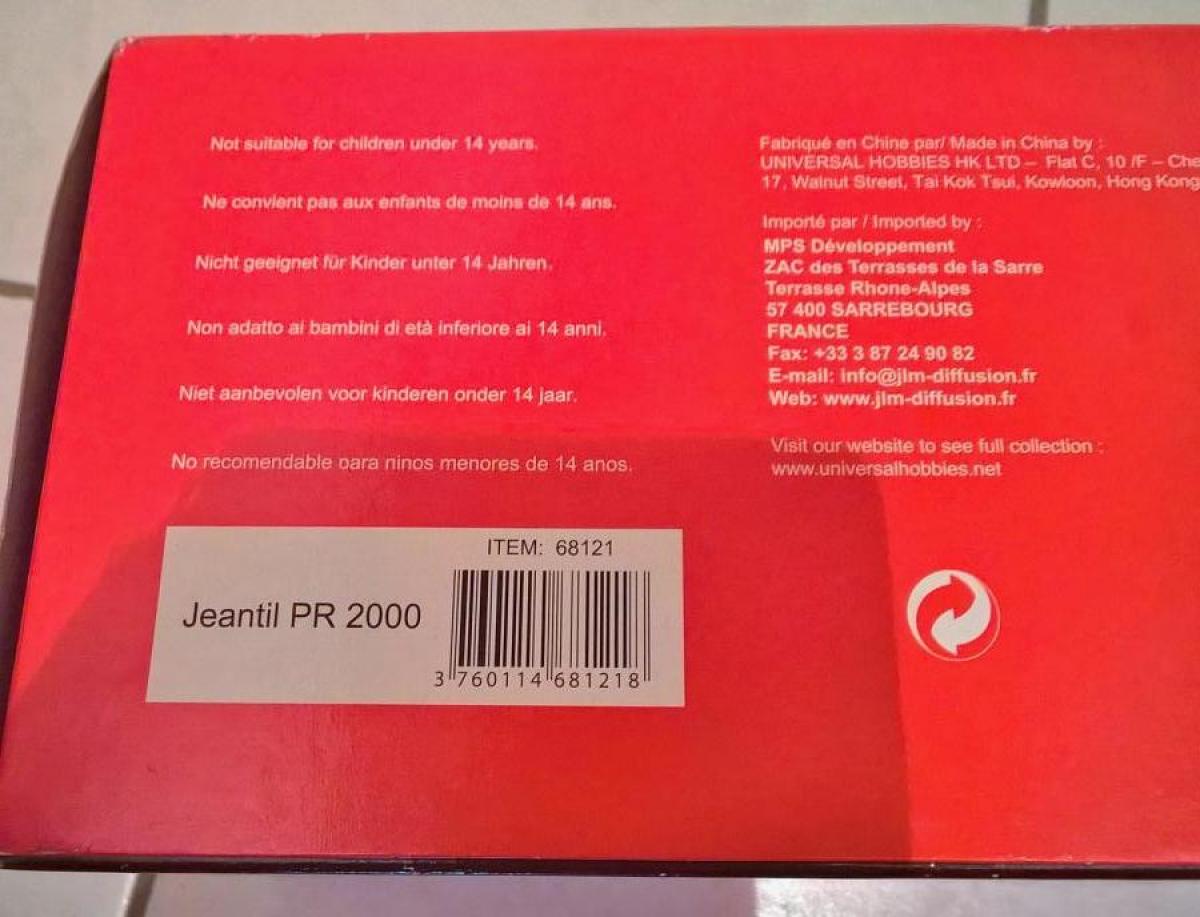 Not suitable for children under 14 years.
Ne convient pas aux enfants de moins de 14 ans.
Nicht geeignet für Kinder unter 14 Jahren.
Non adatto ai bambini di età inferiore ai 14 anni.
Niet aanbevolen voor kinderen onder 14 jaar.
No recomendable para ninos menores de 14 anos.
Fabriqué en Chine par/ Made in China by :
UNIVERSAL HOBBIES HK LTD – Flat C, 10 /F –
17, Walnut Street, Tai Kok Tsui, Kowloon, Hong Kong
Importé par / Imported by :
MPS Développement
ZAC des Terrasses de la Sarre
Terrasse Rhone-Alpes
57 400 SARREBOURG
FRANCE
Fax: +33 3 87 24 90 82
E-mail: info@jlm-diffusion.fr
Web: www.jlm-diffusion.fr
Visit our website to see full collection :
www.universalhobbies.net
ITEM: 68121
Jeantil PR 2000
3 760114 681218